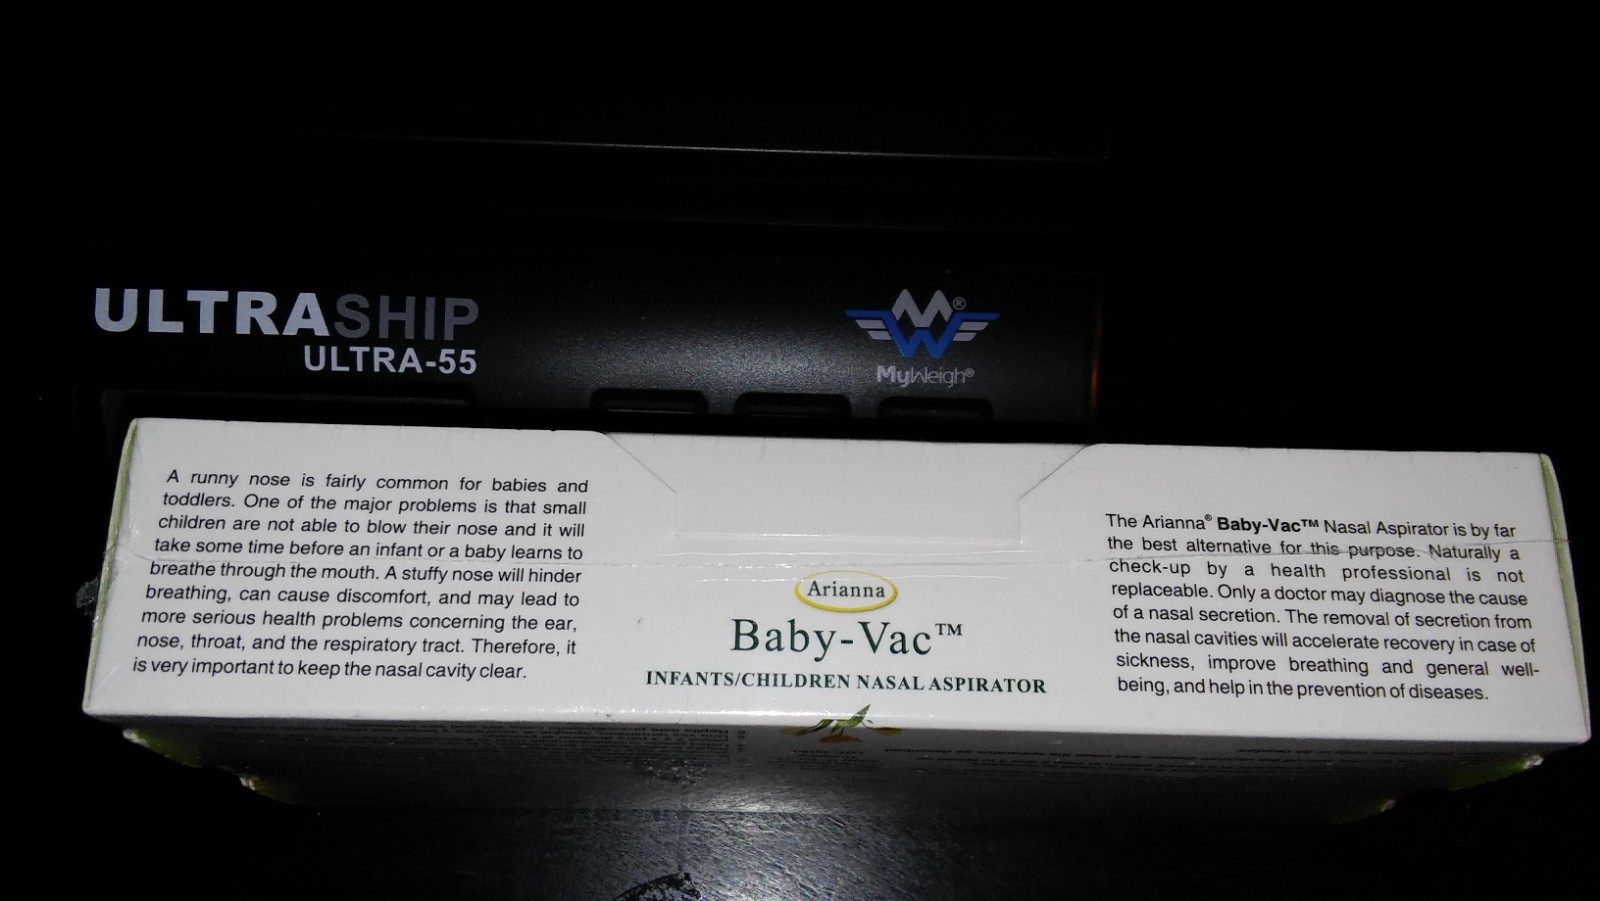 ULTRASHIP
ULTRA-55
MW®
MyWeigh®
A runny nose is fairly common for babies and
toddlers. One of the major problems is that small
children are not able to blow their nose and it will
take some time before an infant or a baby learns to
breathe through the mouth. A stuffy nose will hinder
breathing, can cause discomfort, and may lead to
more serious health problems concerning the ear,
nose, throat, and the respiratory tract. Therefore, it
is very important to keep the nasal cavity clear.
Arianna
Baby-Vac™
INFANTS/CHILDREN NASAL ASPIRATOR
The Arianna® Baby-Vac™ Nasal Aspirator is by far
the best alternative for this purpose. Naturally a
check-up by a health professional is not
replaceable. Only a doctor may diagnose the cause
of a nasal secretion. The removal of secretion from
the nasal cavities will accelerate recovery in case of
sickness, improve breathing and general well-
being, and help in the prevention of diseases.